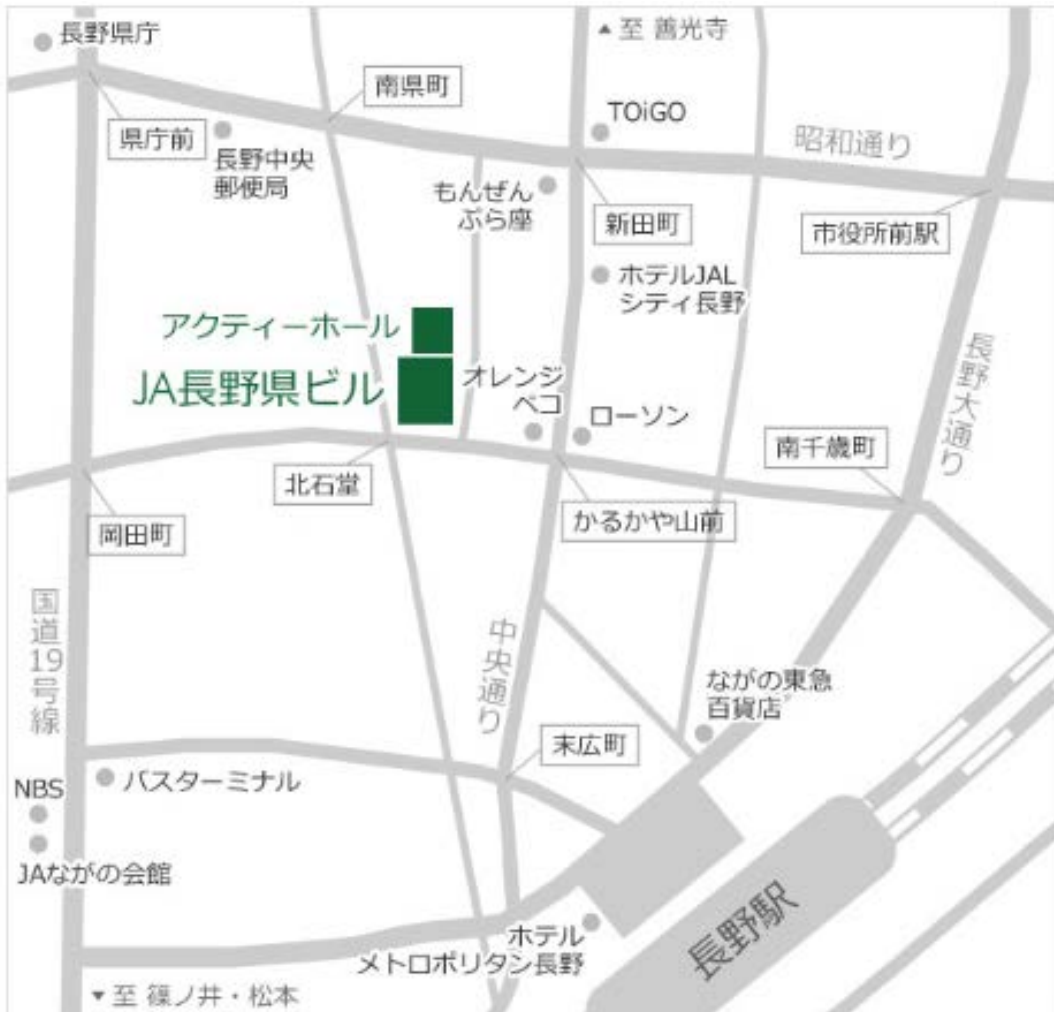 長野県庁
▲至 善光寺
南県町
TOiGO
県庁前
長野中央
郵便局
昭和通り
もんぜん
ぷら座
新田町
市役所前駅
ホテルJAL
シティ長野
アクティーホール
JA長野県ビル
オレンジ
ペコ
ローソン
長野大通り
南千歳町
北石堂
かるかや山前
岡田町
国道19号線
中央通り
ながの東急
百貨店
末広町
バスターミナル
NBS
JAながの会館
長野駅
ホテル
メトロポリタン長野
▼至 篠ノ井・松本